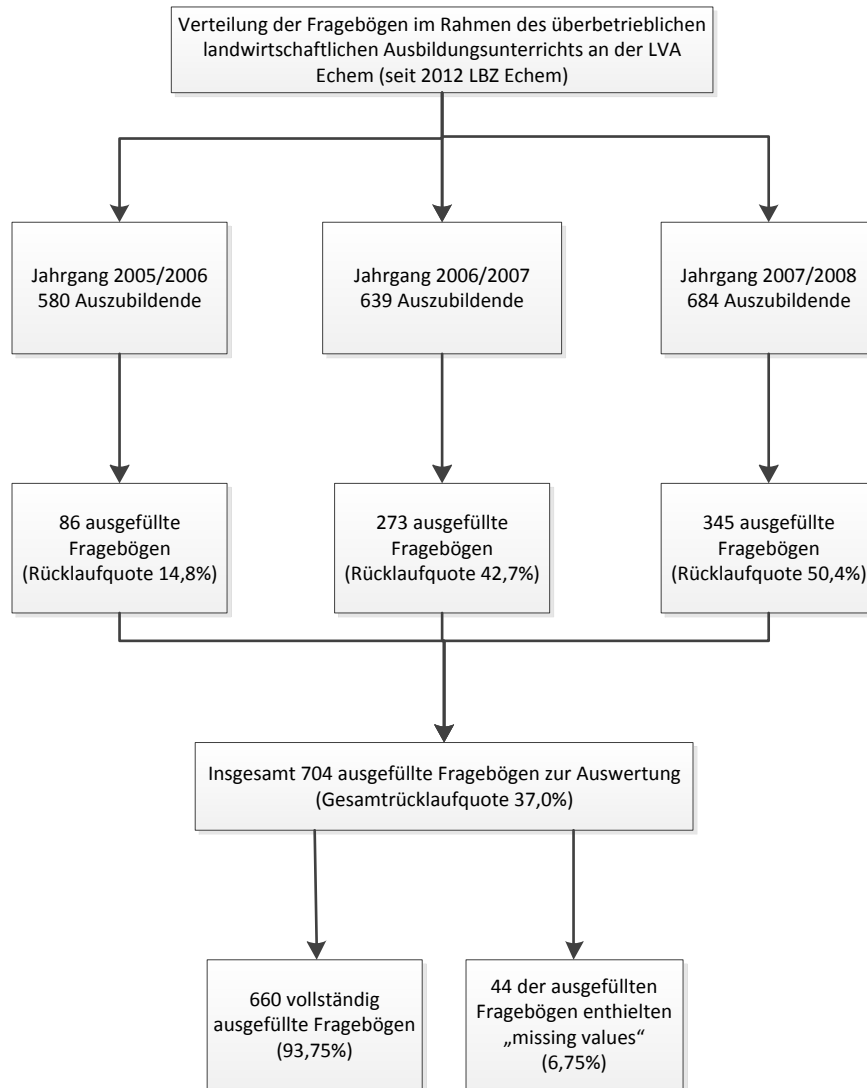 Verteilung der Fragebögen im Rahmen des überbetrieblichen
landwirtschaftlichen Ausbildungsunterrichts an der LVA
Echem (seit 2012 LBZ Echem)
Jahrgang 2005/2006
580 Auszubildende
Jahrgang 2006/2007
639 Auszubildende
Jahrgang 2007/2008
684 Auszubildende
86 ausgefüllte
Fragebögen
(Rücklaufquote 14,8%)
273 ausgefüllte
Fragebögen
(Rücklaufquote 42,7%)
345 ausgefüllte
Fragebögen
(Rücklaufquote 50,4%)
Insgesamt 704 ausgefüllte Fragebögen zur Auswertung
(Gesamtrücklaufquote 37,0%)
660 vollständig
ausgefüllte Fragebögen
(93,75%)
44 der ausgefüllten
Fragebögen enthielten
„missing values“
(6,75%)